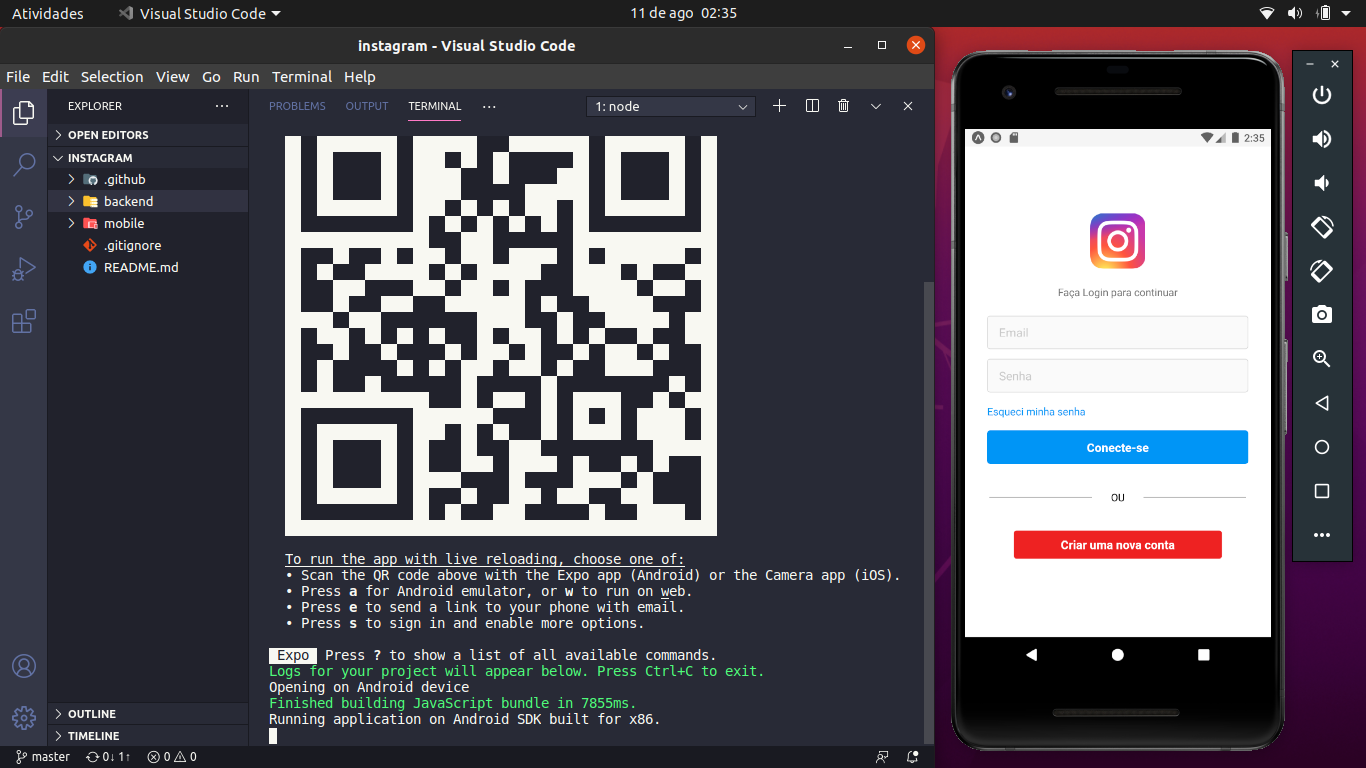 Atividades
Visual Studio Code
11 de ago 02:35
instagram - Visual Studio Code
File Edit Selection View Go Run Terminal Help
EXPLORER
PROBLEMS OUTPUT TERMINAL
1: node
OPEN EDITORS
INSTAGRAM
.github
backend
mobile
.gitignore
README.md
OUTLINE
TIMELINE
To run the app with live reloading, choose one of:
• Scan the QR code above with the Expo app (Android) or the Camera app (iOS).
• Press a for Android emulator, or w to run on web.
• Press e to send a link to your phone with email.
• Press s to sign in and enable more options.
Expo Press ? to show a list of all available commands.
Logs for your project will appear below. Press Ctrl+C to exit.
Opening on Android device
Finished building JavaScript bundle in 7855ms.
Running application on Android SDK built for x86.
master 0↓ 1↑ 0 0
2:35
Faça Login para continuar
Email
Senha
Esqueci minha senha
Conecte-se
OU
Criar uma nova conta